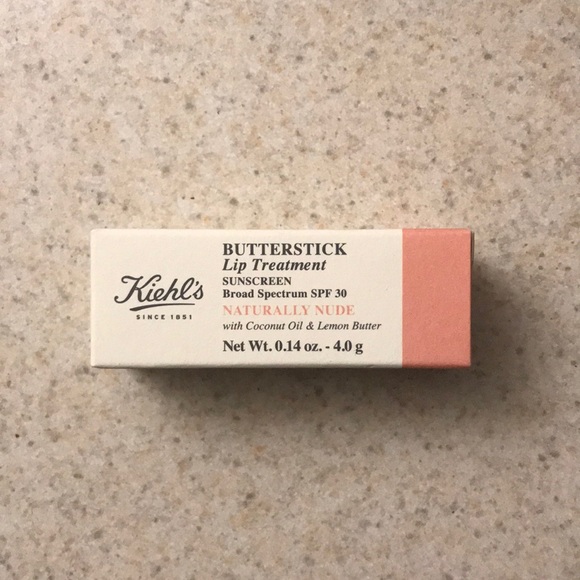 Kiehl's
SINCE 1851
BUTTERSTICK
Lip Treatment
SUNSCREEN
Broad Spectrum SPF 30
NATURALLY NUDE
with Coconut Oil & Lemon Butter
Net Wt. 0.14 oz. - 4.0 g